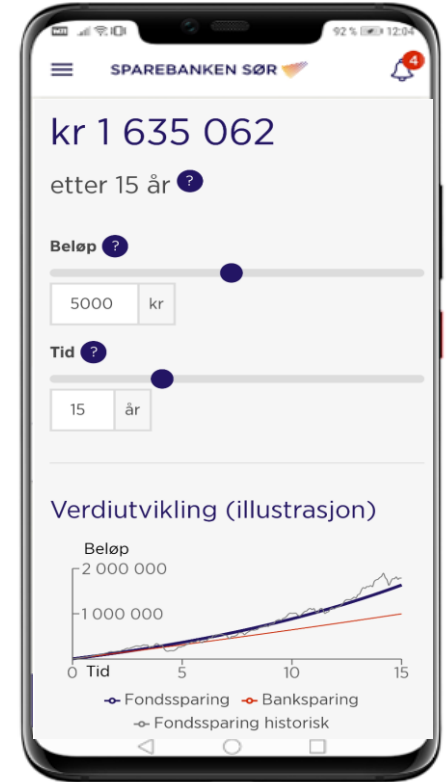 92 % 12:04
SPAREBANKEN SØR
4
kr 1 635 062
etter 15 år ?
Beløp ?
5000 kr
Tid ?
15 år
Verdiutvikling (illustrasjon)
Beløp
2 000 000
1 000 000
0 Tid 5 10 15
Fondssparing Banksparing
Fondssparing historisk